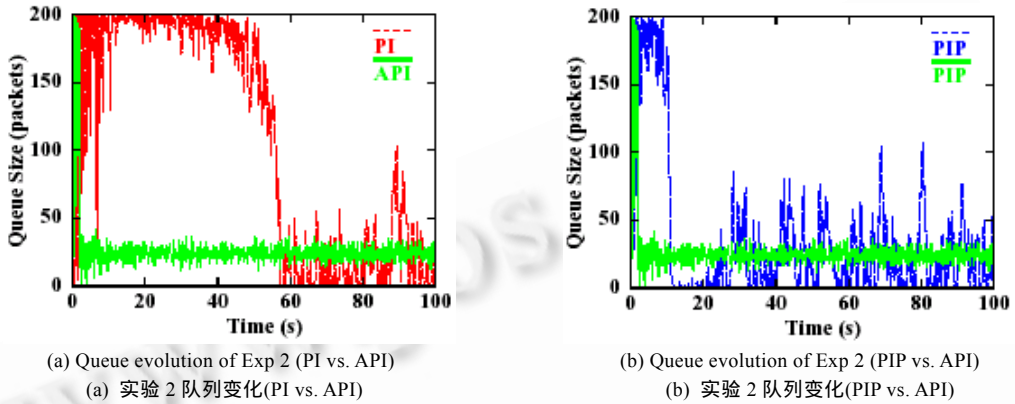 200
150
100
50
0
Queue Size (packets)
PI
API
0 20 40 60 80 100
Time (s)
(a) Queue evolution of Exp 2 (PI vs. API)
(a) 实验 2 队列变化(PI vs. API)
200
150
100
50
0
Queue Size (packets)
PIP
PIP
0 20 40 60 80 100
Time (s)
(b) Queue evolution of Exp 2 (PIP vs. API)
(b) 实验 2 队列变化(PIP vs. API)